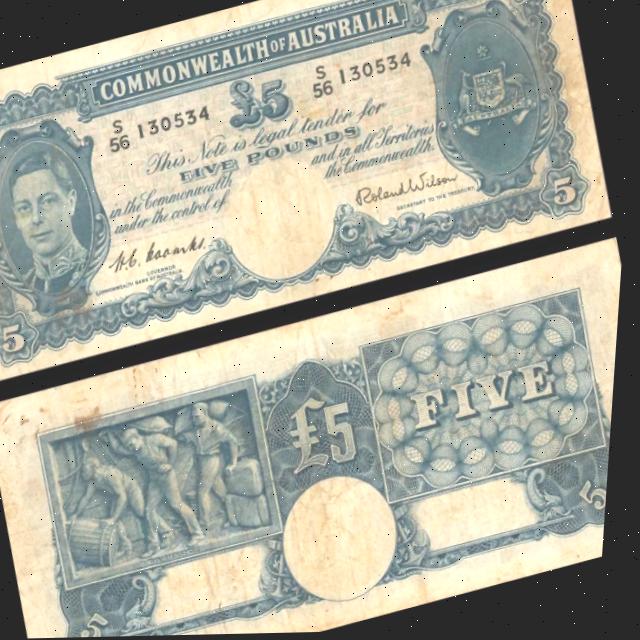 COMMONWEALTH OF AUSTRALIA
S
56 130534
£5
S
56 130534
This Note is legal tender for
FIVE POUNDS
in the Commonwealth
and in all Territories
under the control of
the Commonwealth.
H.C. Coombs.
GOVERNOR
COMMONWEALTH BANK OF AUSTRALIA
Roland Wilson
SECRETARY TO THE TREASURY
5
5
£5
FIVE
5
5